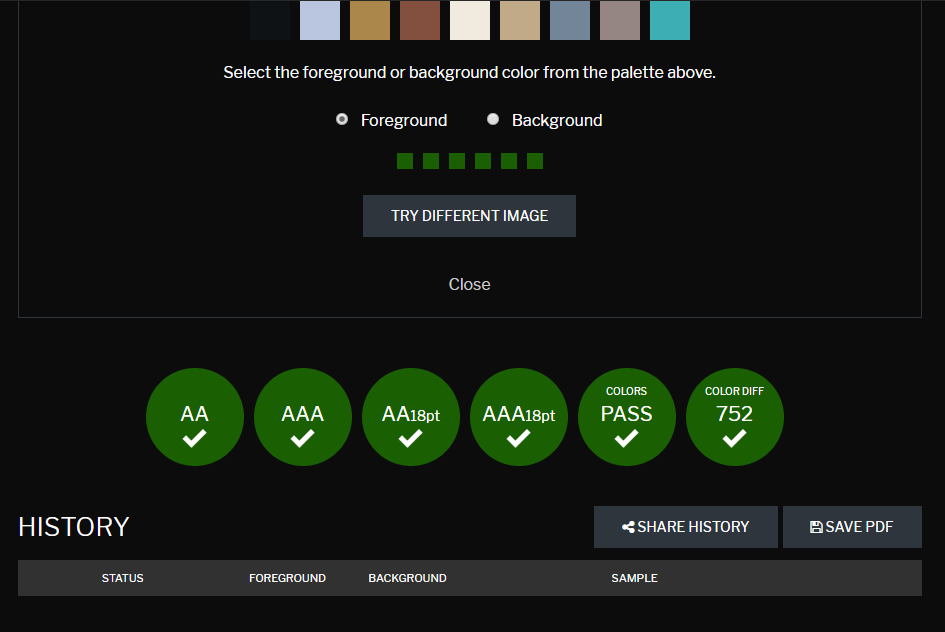 Select the foreground or background color from the palette above.
Foreground Background
TRY DIFFERENT IMAGE
Close
AA AAA AA18pt AAA18pt COLORS PASS COLOR DIFF 752
HISTORY SHARE HISTORY SAVE PDF
STATUS FOREGROUND BACKGROUND SAMPLE